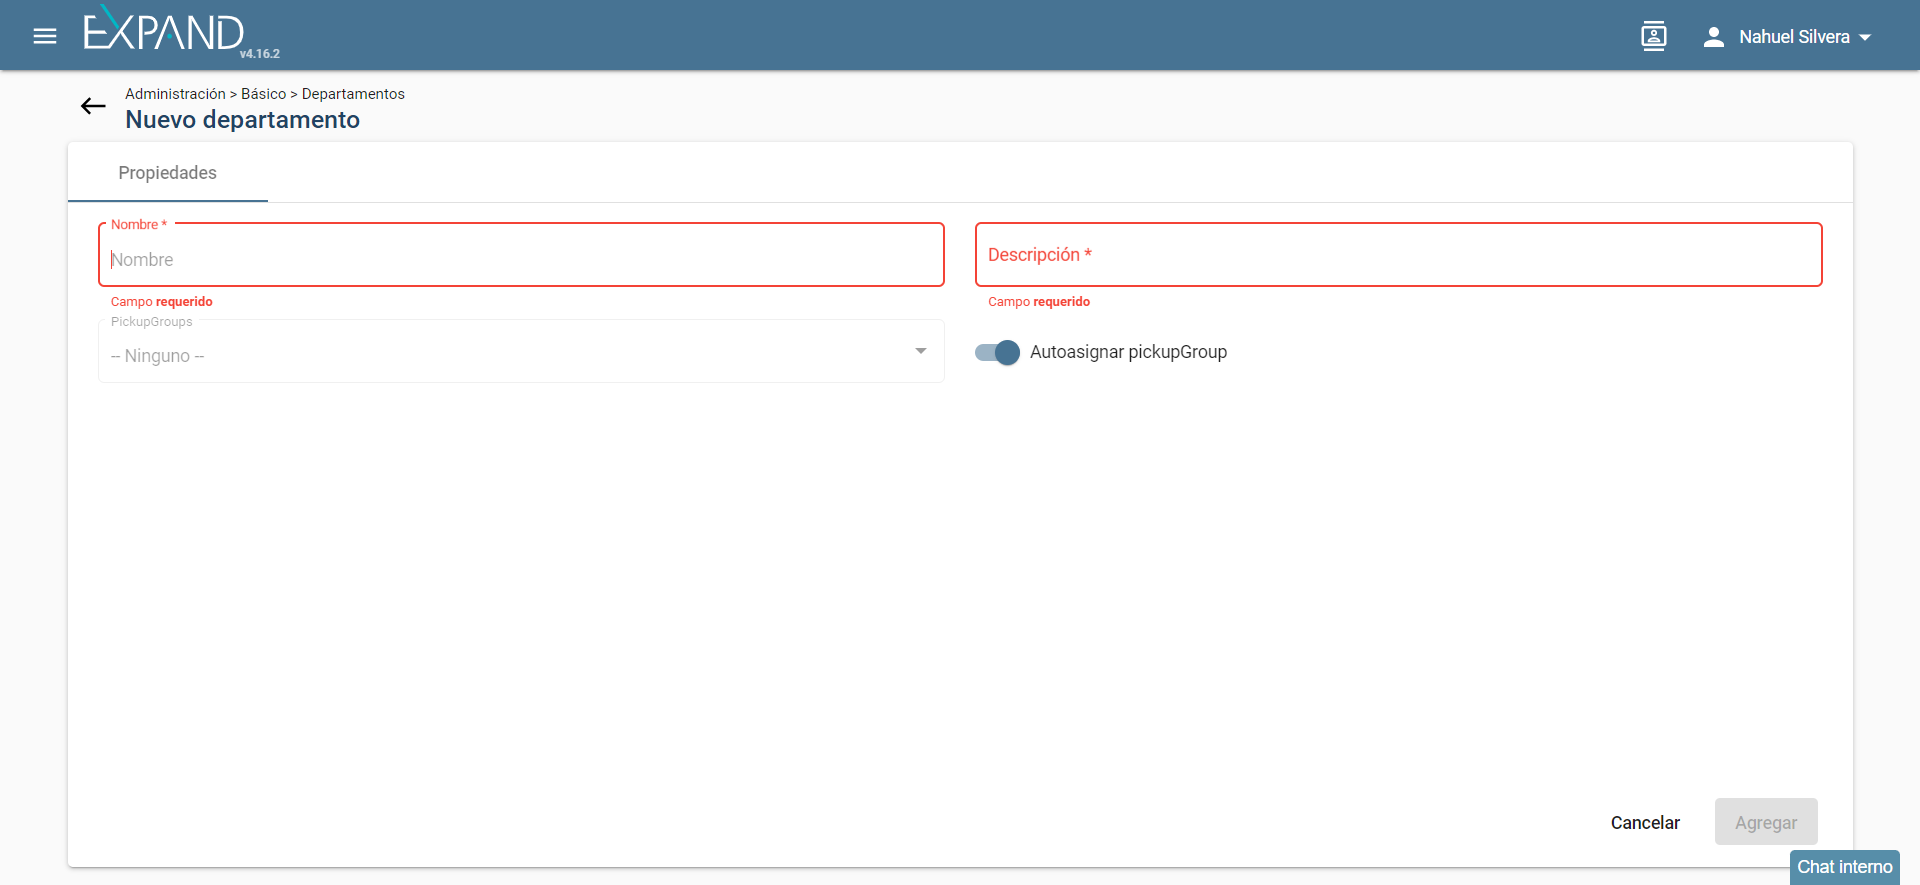 EXPAND
v4.16.2
Nahuel Silvera
Administración > Básico > Departamentos
Nuevo departamento
Propiedades
Nombre *
Nombre
Campo requerido
Descripción *
Campo requerido
PickupGroups
-- Ninguno --
Autoasignar pickupGroup
Cancelar
Agregar
Chat interno